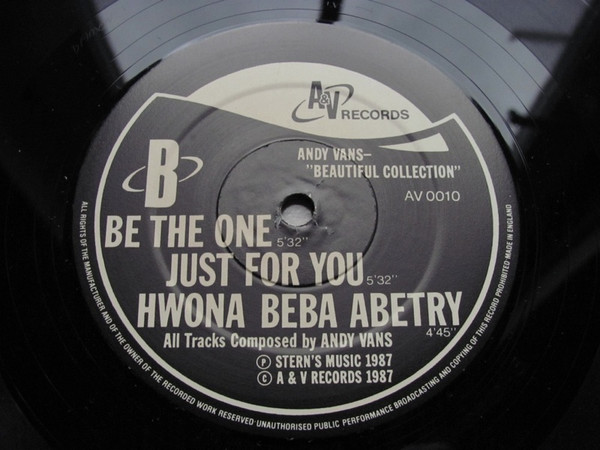 A&V RECORDS
ANDY VANS–
"BEAUTIFUL COLLECTION"
B
AV 0010
BE THE ONE 5'32"
JUST FOR YOU 5'32"
HWONA BEBA ABETRY 4'45"
All Tracks Composed by ANDY VANS
Ⓟ STERN'S MUSIC 1987
© A & V RECORDS 1987
ALL RIGHTS OF THE MANUFACTURER AND OF THE OWNER OF THE RECORDED WORK RESERVED·UNAUTHORISED PUBLIC PERFORMANCE BROADCASTING AND COPYING OF THIS RECORD PROHIBITED MADE IN ENGLAND